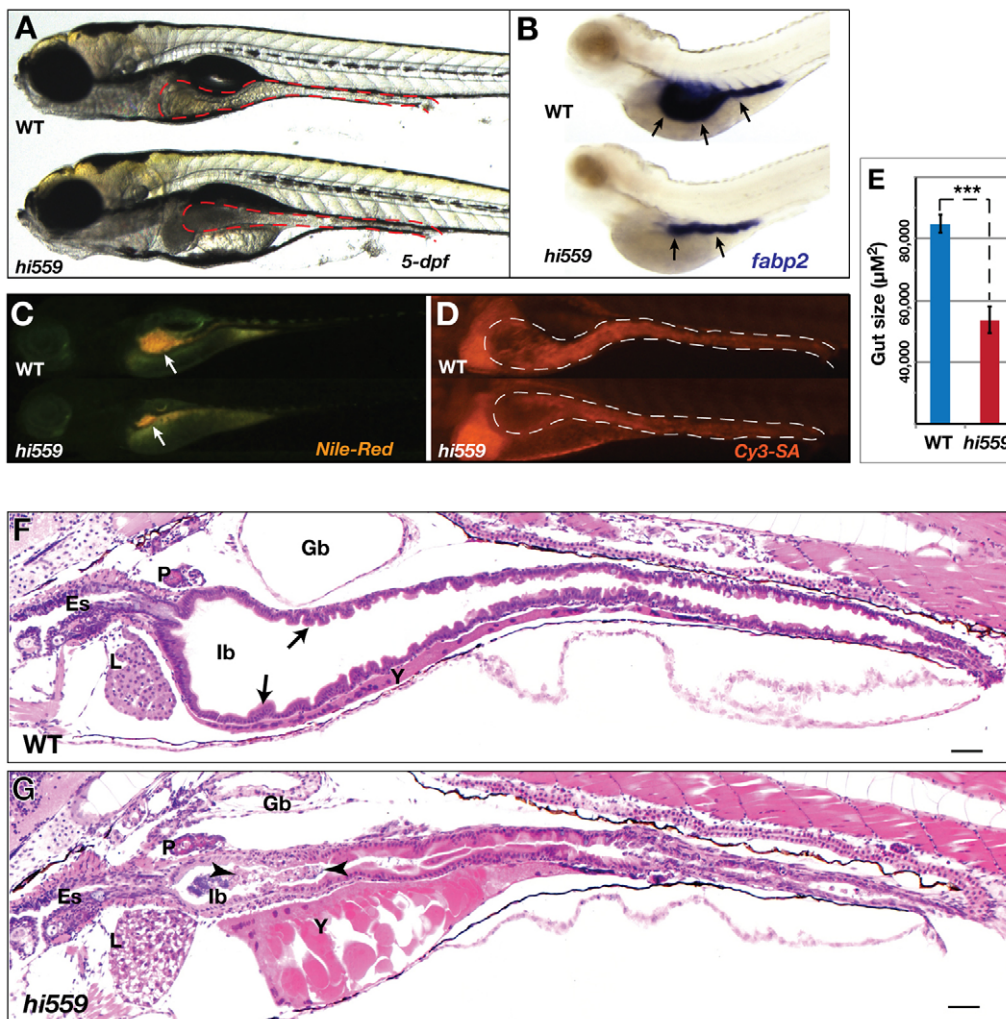 A
WT
hi559
5-dpf
B
WT
hi559
fabp2
C
WT
hi559
Nile-Red
D
WT
hi559
Cy3-SA
E
***
Gut size (µM²)
80,000
60,000
40,000
WT
hi559
F
Gb
P
Es
Ib
L
Y
WT
G
Gb
P
Es
Ib
L
Y
hi559